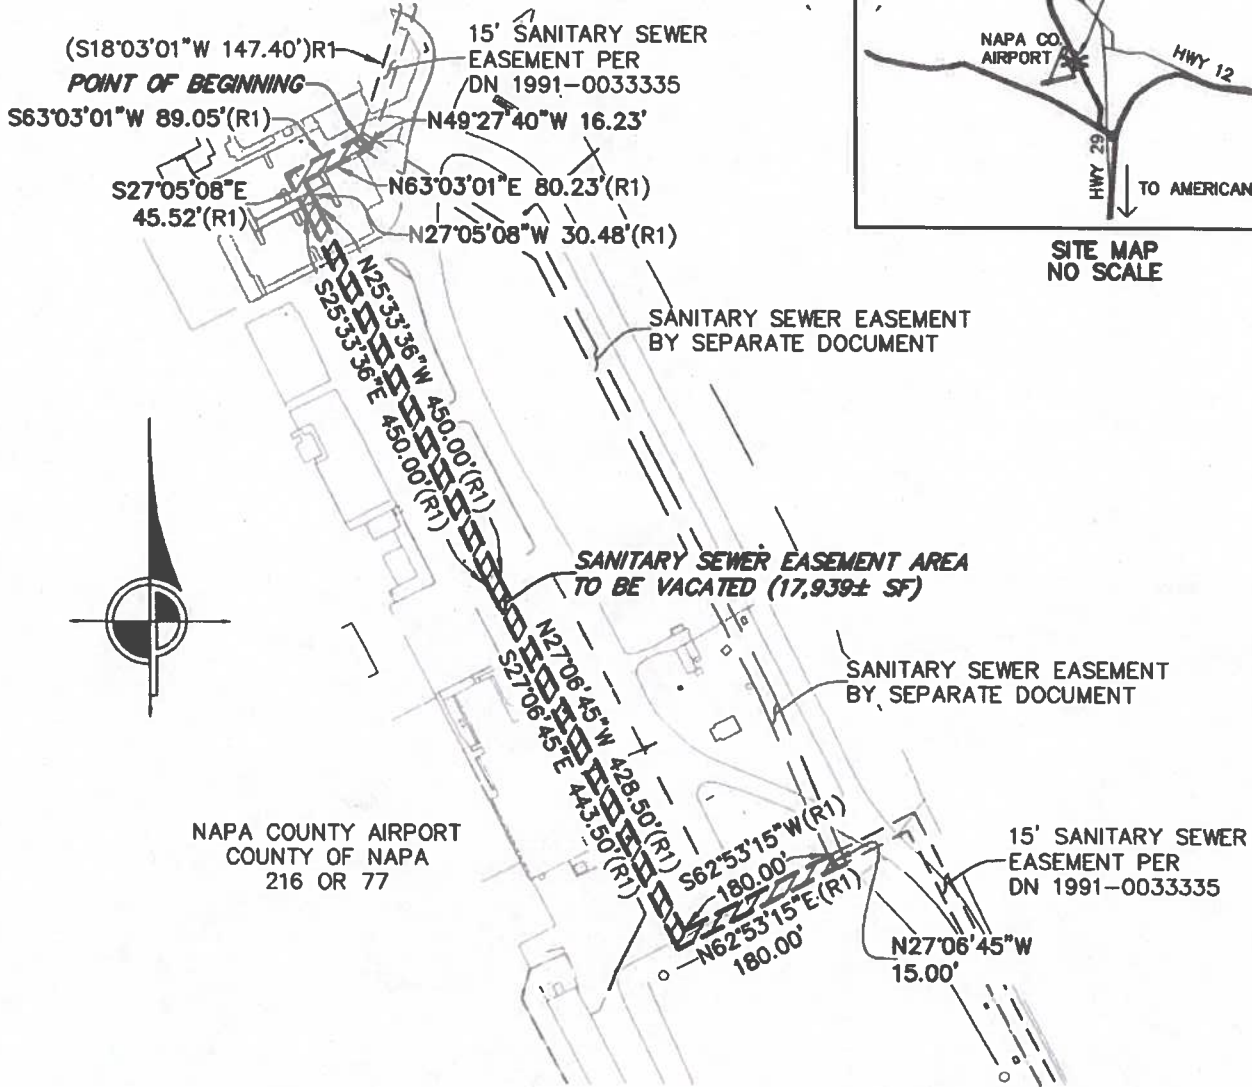 (S18°03'01"W 147.40')R1
POINT OF BEGINNING
S63°03'01"W 89.05'(R1)
S27°05'08"E
45.52'(R1)
15' SANITARY SEWER
EASEMENT PER
DN 1991-0033335
N49°27'40"W 16.23'
N63°03'01"E 80.23'(R1)
N27°05'08"W 30.48'(R1)
NAPA CO.
AIRPORT
HWY 12
HWY 29
TO AMERICAN
SITE MAP
NO SCALE
N25°33'36"W 450.00'(R1)
S25°33'36"E 450.00'(R1)
SANITARY SEWER EASEMENT
BY SEPARATE DOCUMENT
SANITARY SEWER EASEMENT AREA
TO BE VACATED (17,939± SF)
N27°06'45"W 428.50'(R1)
S27°06'45"E 443.50'(R1)
SANITARY SEWER EASEMENT
BY SEPARATE DOCUMENT
NAPA COUNTY AIRPORT
COUNTY OF NAPA
216 OR 77
S62°53'15"W(R1)
180.00'
N62°53'15"E(R1)
180.00'
15' SANITARY SEWER
EASEMENT PER
DN 1991-0033335
N27°06'45"W
15.00'